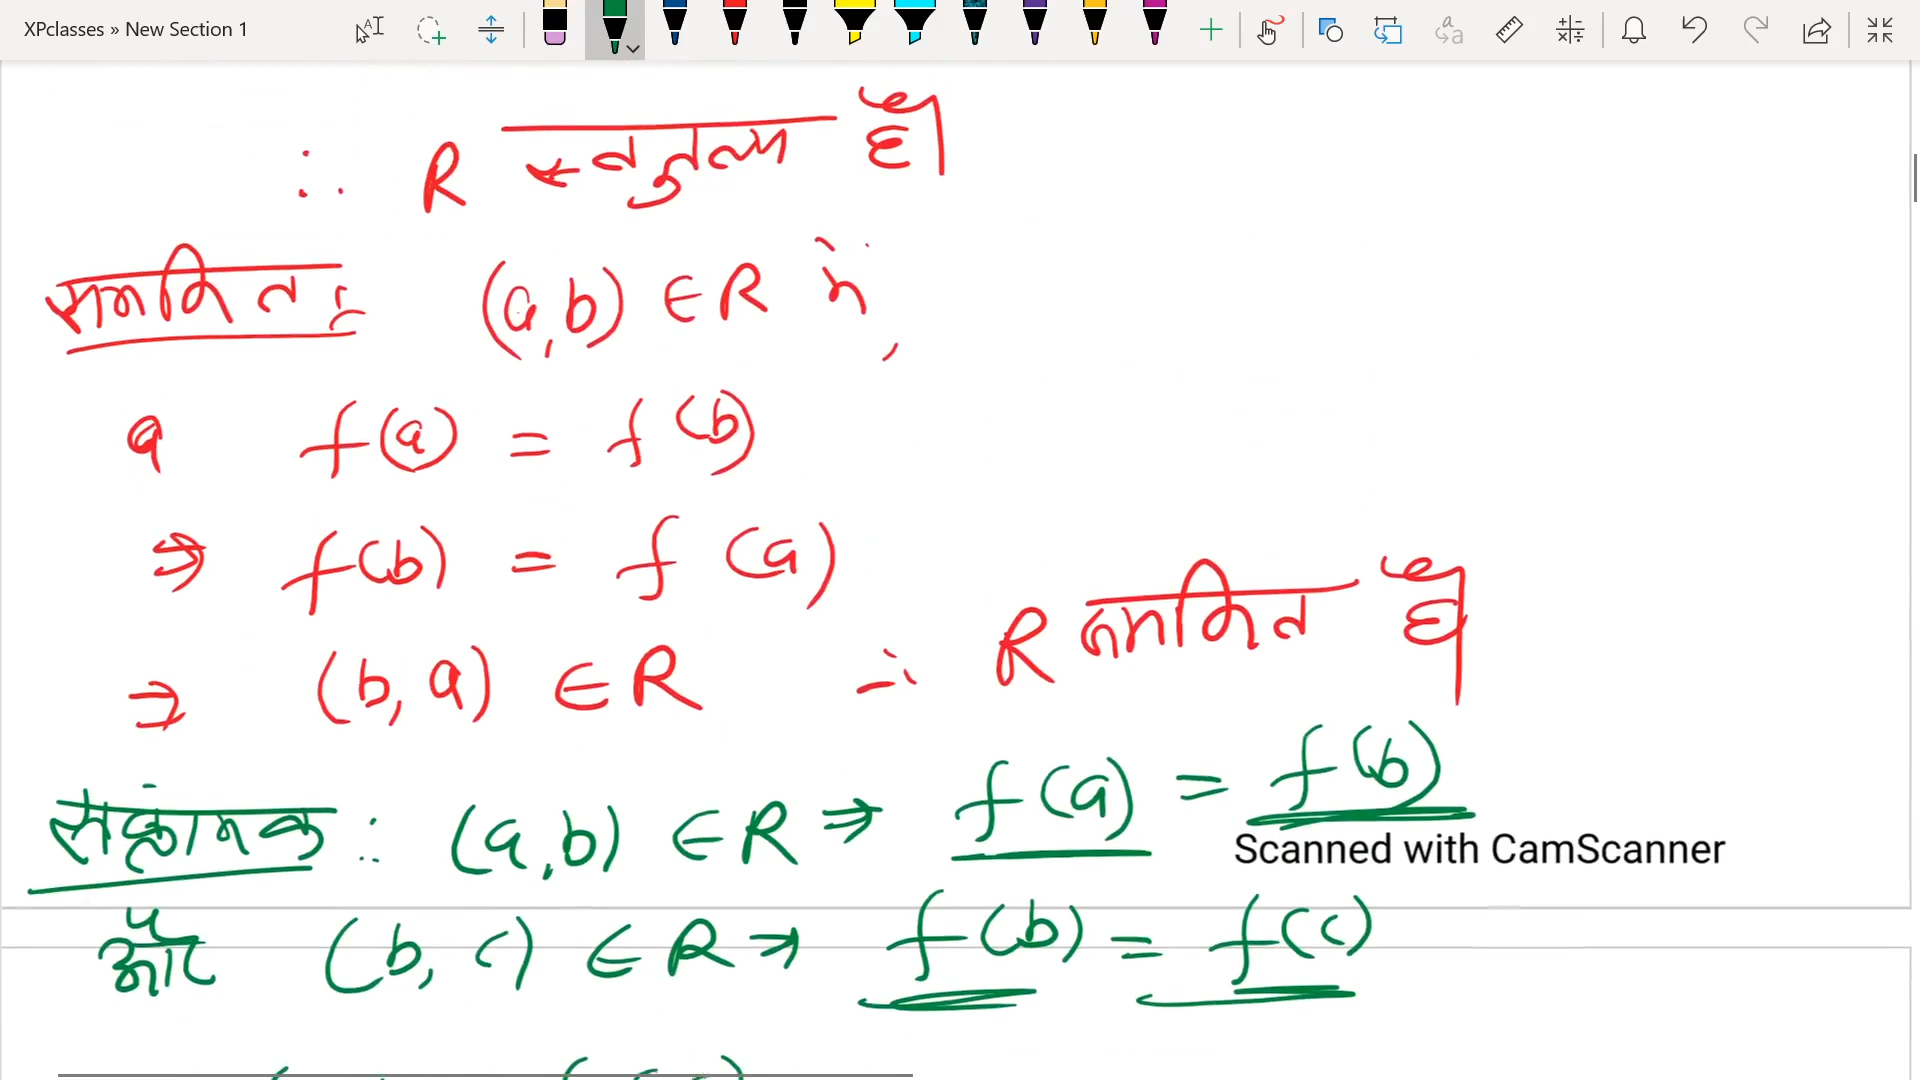 XPclasses » New Section 1
∴ R स्वतुल्य है
सममित : (a,b) ∈ R में,
a f(a) = f(b)
⇒ f(b) = f(a)
⇒ (b,a) ∈ R ∴ R सममित है
संक्रामक : (a,b) ∈ R ⇒ f(a) = f(b)
Scanned with CamScanner
और (b,c) ∈ R ⇒ f(b) = f(c)